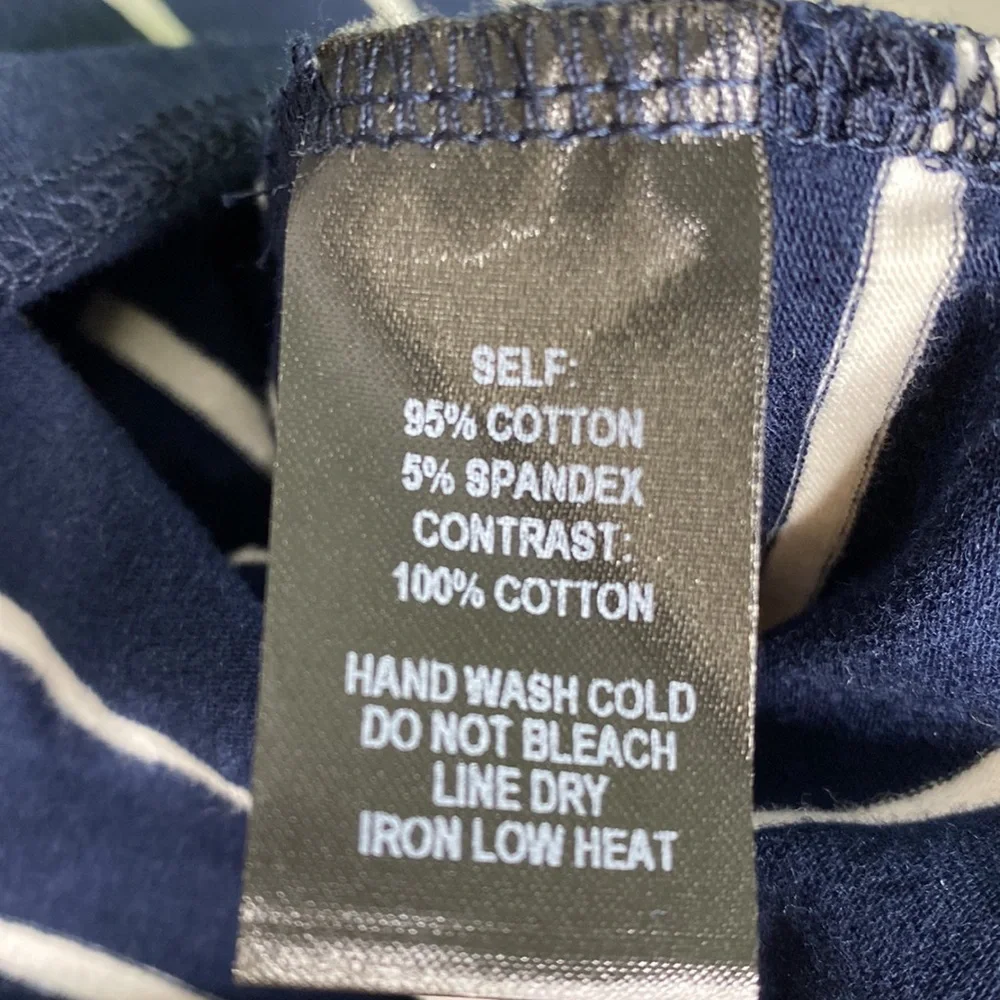 SELF:
95% COTTON
5% SPANDEX
CONTRAST:
100% COTTON
HAND WASH COLD
DO NOT BLEACH
LINE DRY
IRON LOW HEAT